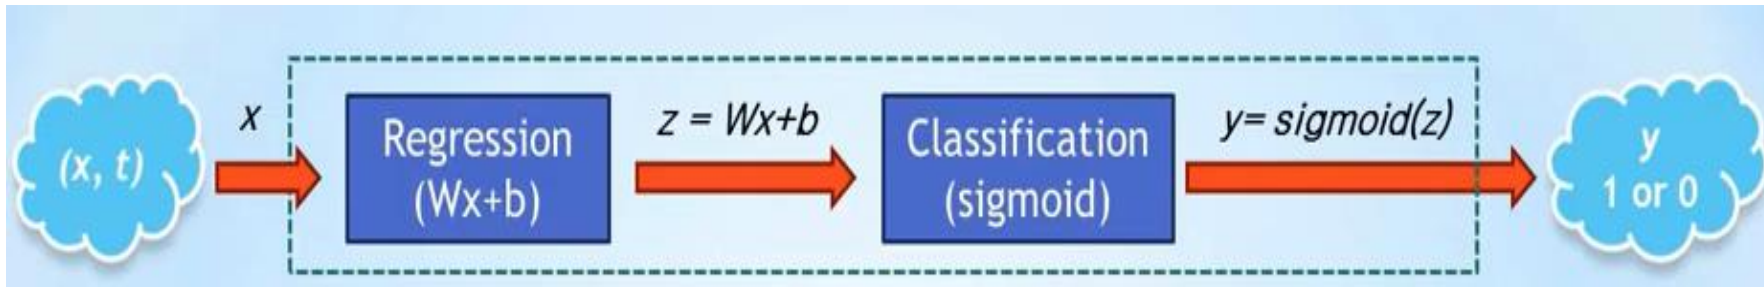 (x, t)
x
Regression
(Wx+b)
z = Wx+b
Classification
(sigmoid)
y= sigmoid(z)
y
1 or 0